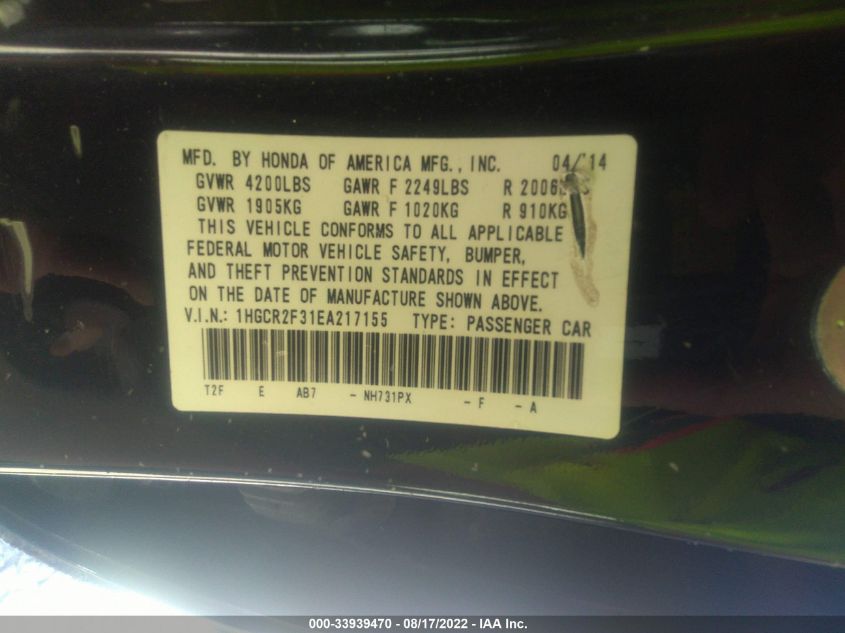 MFD. BY HONDA OF AMERICA MFG., INC. 04/14
GVWR 4200LBS GAWR F 2249LBS R 2006
GVWR 1905KG GAWR F 1020KG R 910KG
THIS VEHICLE CONFORMS TO ALL APPLICABLE
FEDERAL MOTOR VEHICLE SAFETY, BUMPER,
AND THEFT PREVENTION STANDARDS IN EFFECT
ON THE DATE OF MANUFACTURE SHOWN ABOVE.
V.I.N.: 1HGCR2F31EA217155 TYPE: PASSENGER CAR
T2F E AB7 - NH731PX - F - A
000-33939470 - 08/17/2022 - IAA Inc.